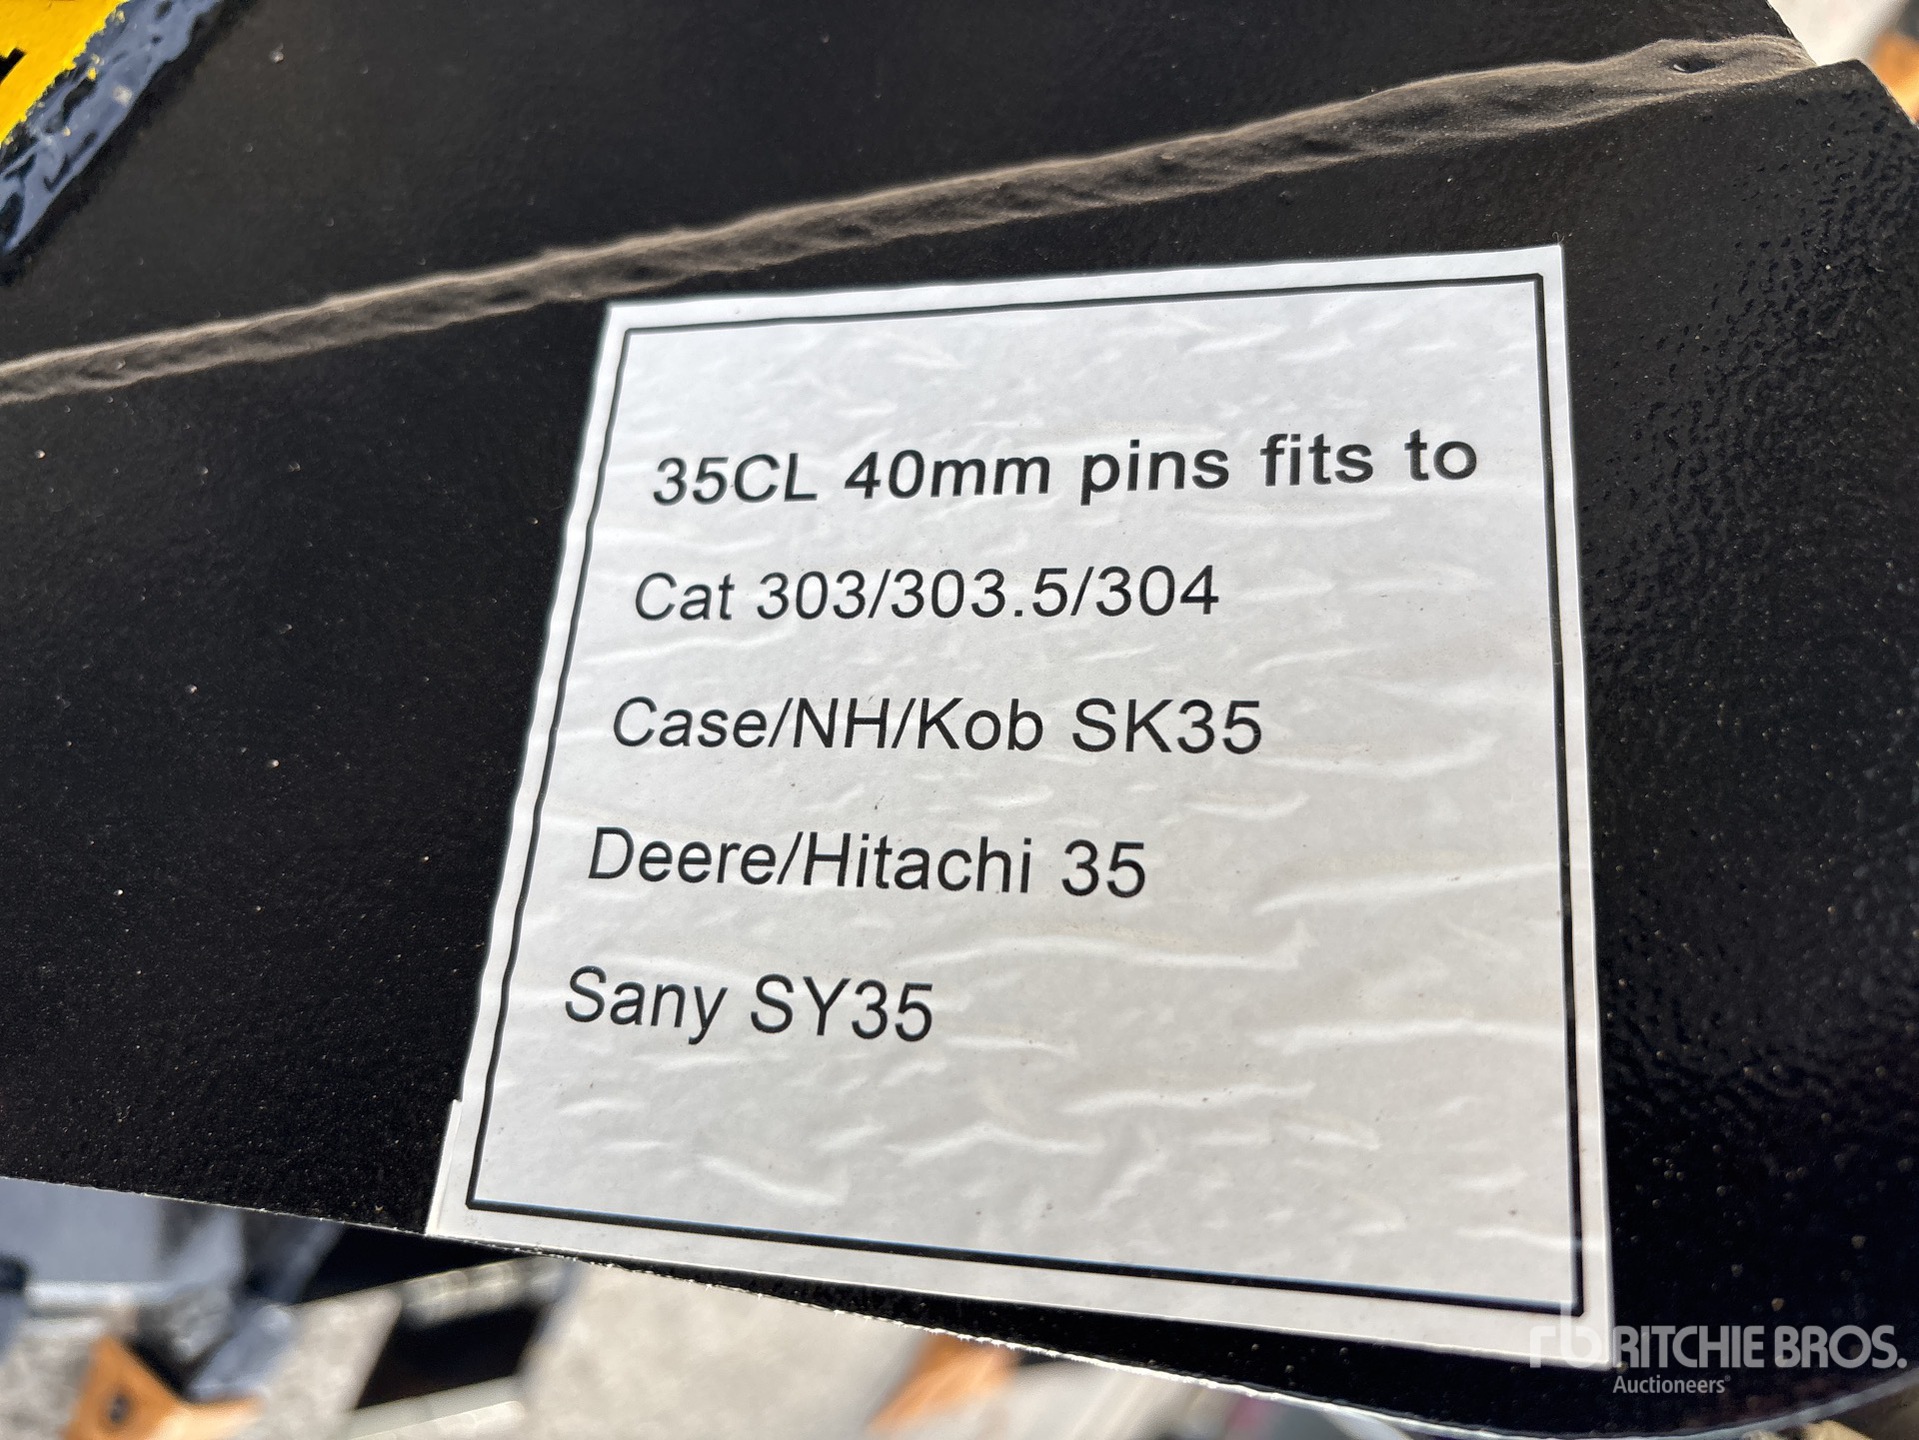 35CL 40mm pins fits to
Cat 303/303.5/304
Case/NH/Kob SK35
Deere/Hitachi 35
Sany SY35
rb RITCHIE BROS.
Auctioneers